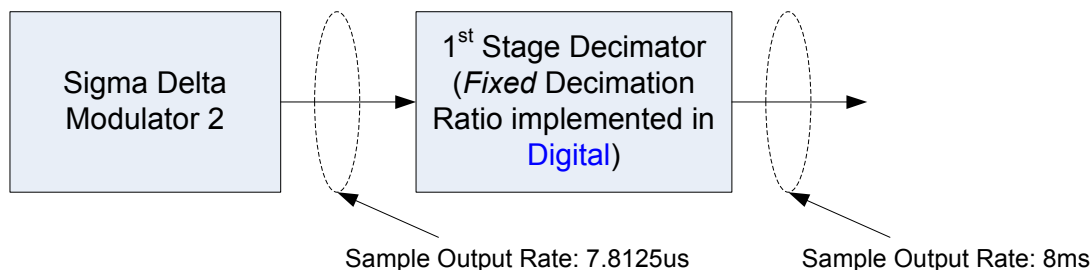 Sigma Delta
Modulator 2
1st Stage Decimator
(Fixed Decimation
Ratio implemented in
Digital)
Sample Output Rate: 7.8125us
Sample Output Rate: 8ms